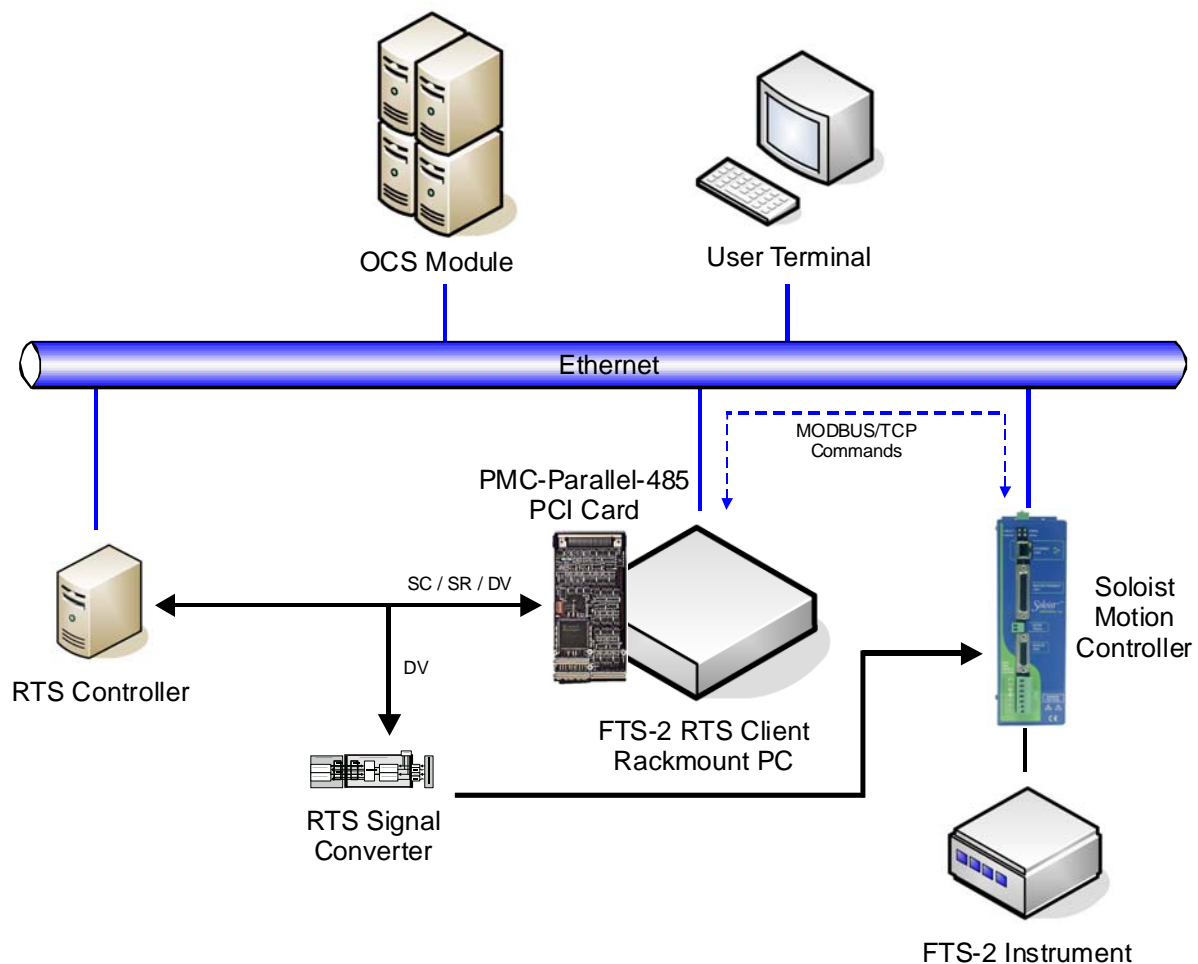 OCS Module
User Terminal
Ethernet
MODBUS/TCP
Commands
PMC-Parallel-485
PCI Card
SC / SR / DV
DV
RTS Controller
Soloist
Motion
Controller
Soloist
FTS-2 RTS Client
Rackmount PC
RTS Signal
Converter
FTS-2 Instrument